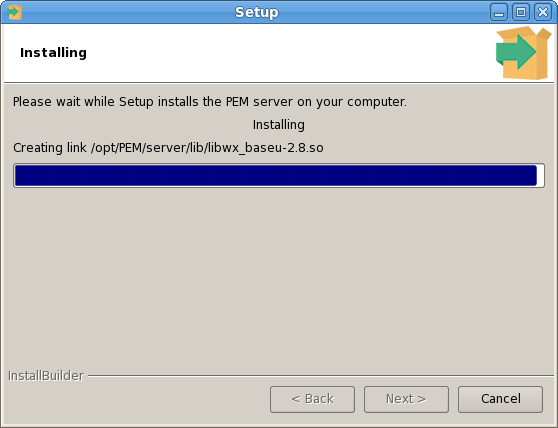 Setup
Installing
Please wait while Setup installs the PEM server on your computer.
Installing
Creating link /opt/PEM/server/lib/libwx_baseu-2.8.so
InstallBuilder
< Back
Next >
Cancel